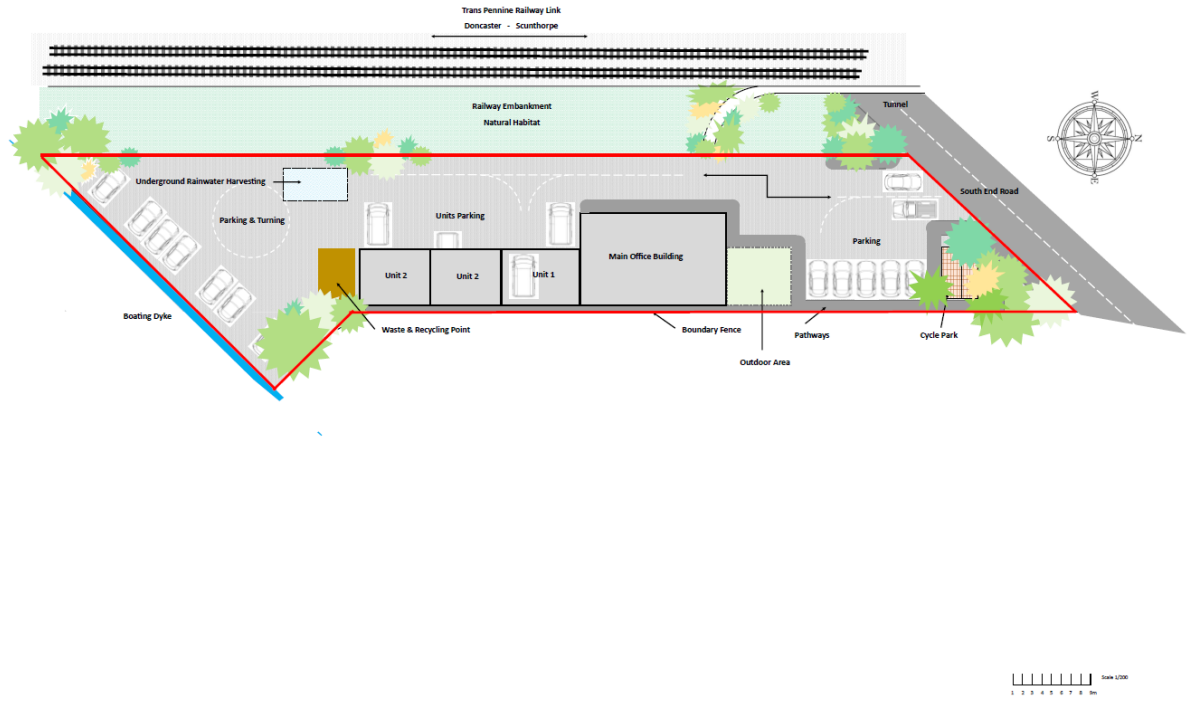 Trans Pennine Railway Link
Doncaster - Scunthorpe
Railway Embankment
Natural Habitat
Tunnel
W
S
N
E
Underground Rainwater Harvesting
South End Road
Parking & Turning
Units Parking
Parking
Main Office Building
Unit 2
Unit 2
Unit 1
Boating Dyke
Waste & Recycling Point
Boundary Fence
Pathways
Cycle Park
Outdoor Area
Scale 1/200
1 2 3 4 5 6 7 8 9m